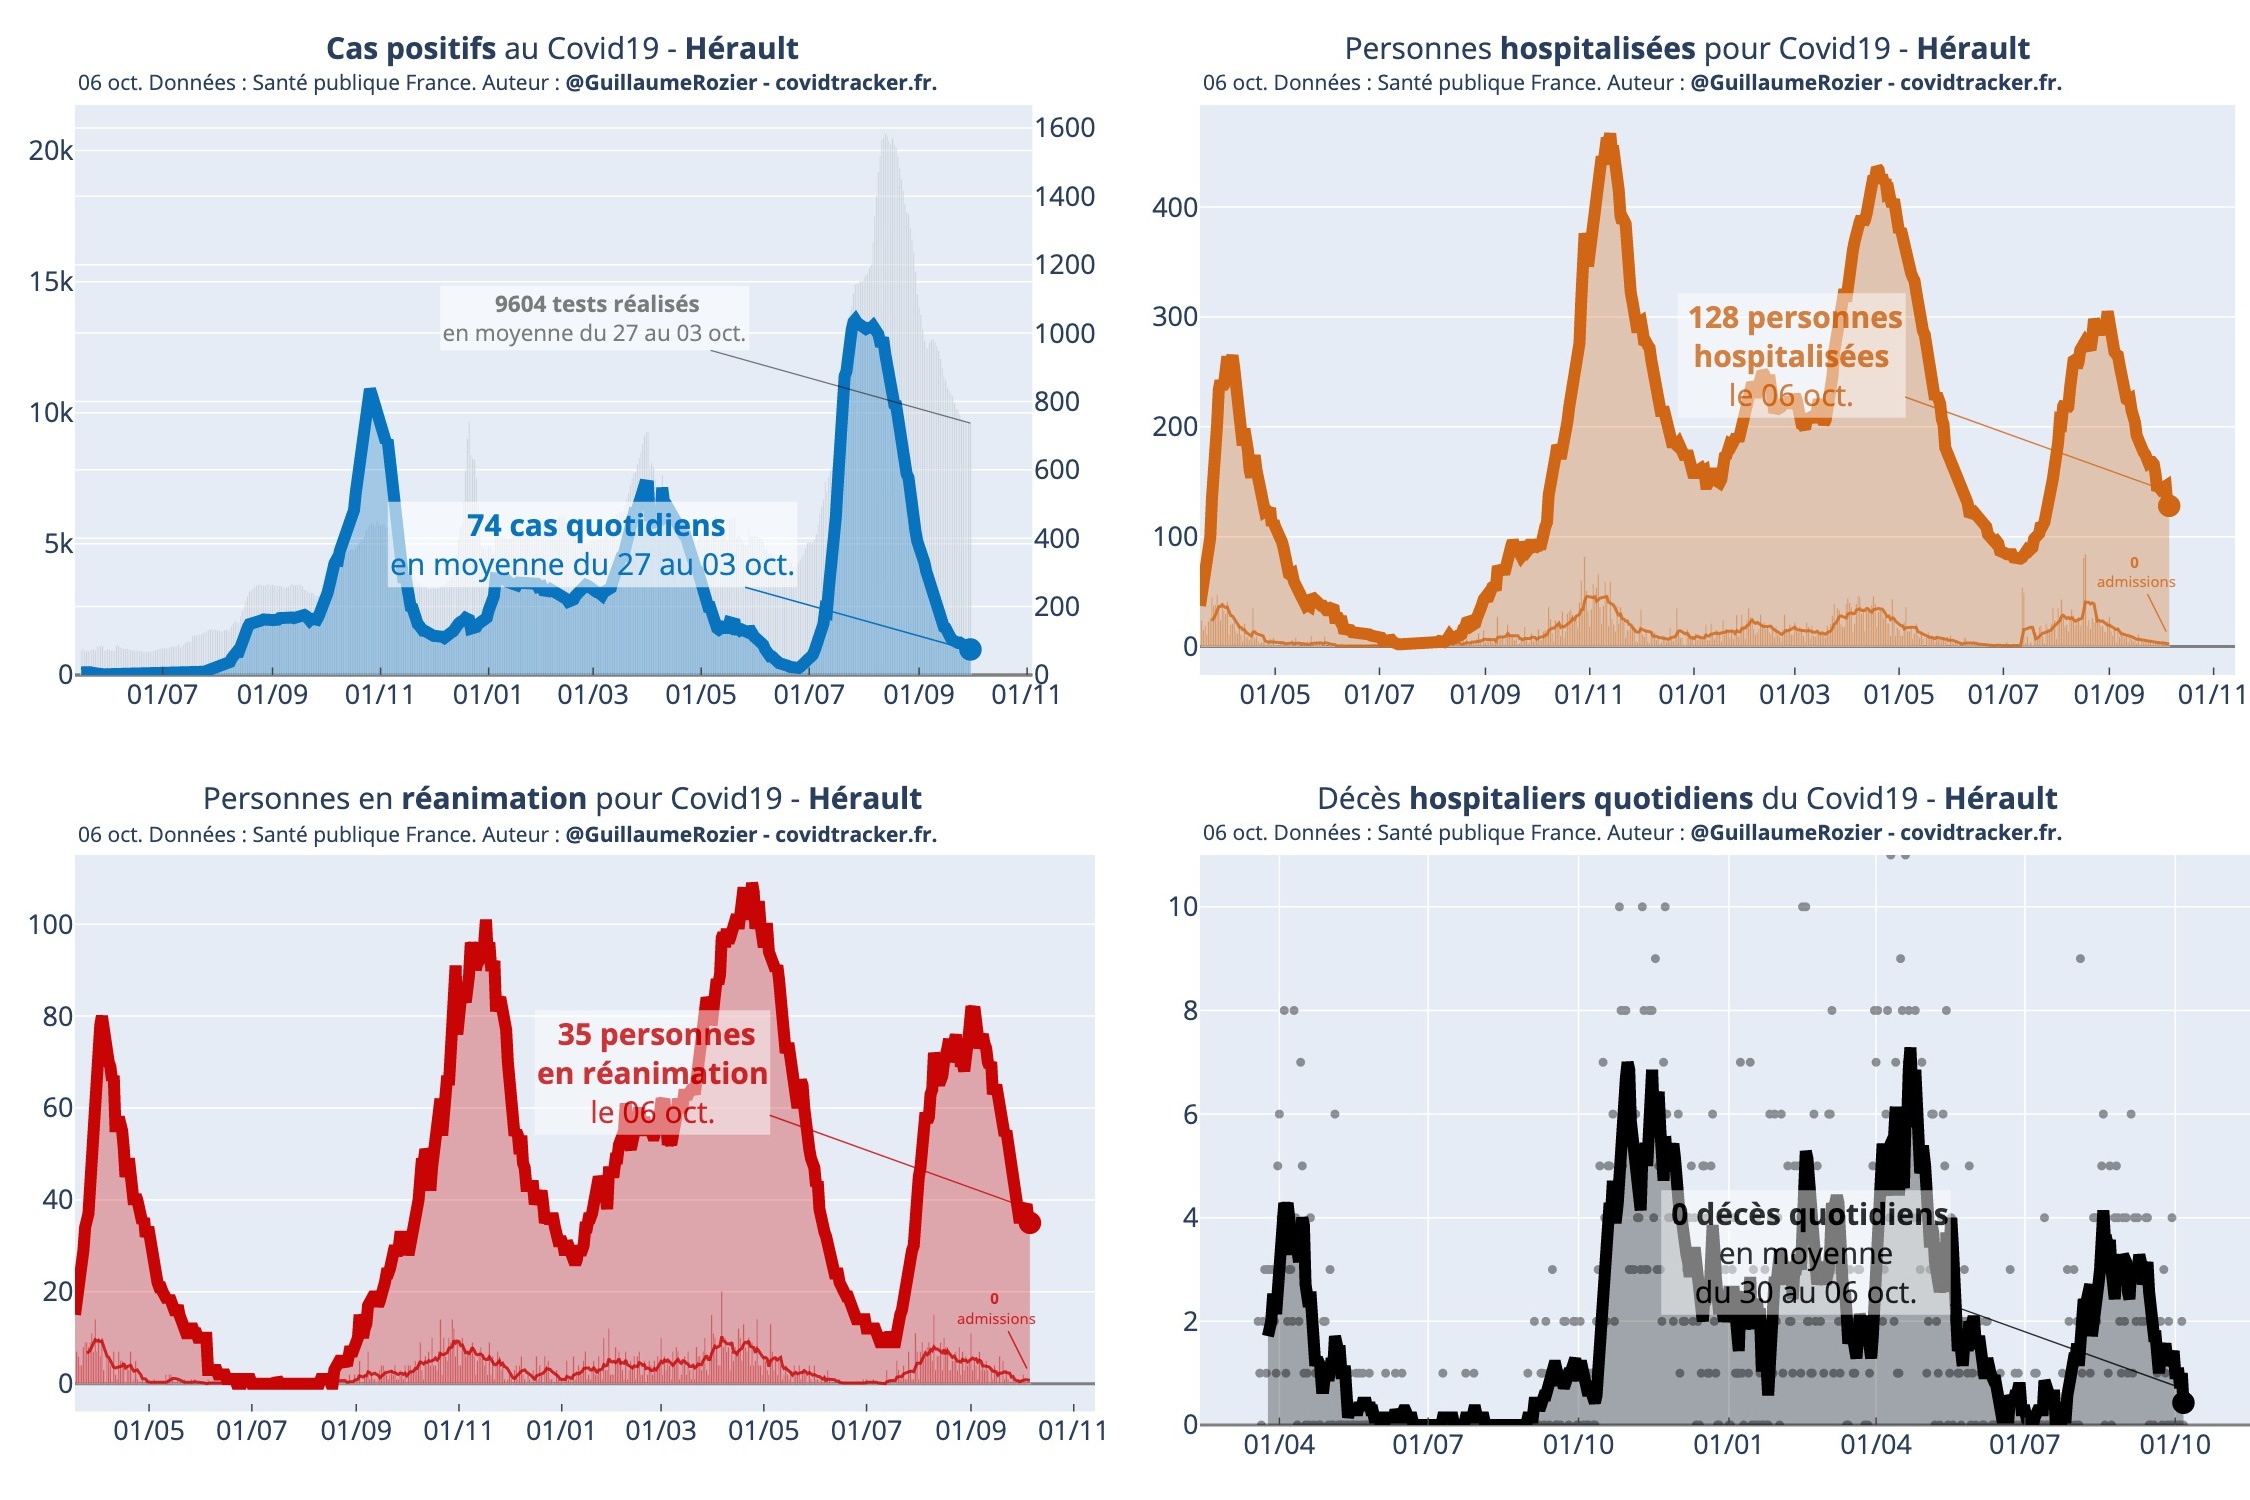 Cas positifs au Covid19 - Hérault
06 oct. Données : Santé publique France. Auteur : @GuillaumeRozier - covidtracker.fr.
20k
15k
10k
5k
0
1600
1400
1200
1000
800
600
400
200
0
9604 tests réalisés
en moyenne du 27 au 03 oct.
74 cas quotidiens
en moyenne du 27 au 03 oct.
01/07 01/09 01/11 01/01 01/03 01/05 01/07 01/09 01/11
Personnes hospitalisées pour Covid19 - Hérault
06 oct. Données : Santé publique France. Auteur : @GuillaumeRozier - covidtracker.fr.
400
300
200
100
0
128 personnes
hospitalisées
le 06 oct.
0
admissions
01/05 01/07 01/09 01/11 01/01 01/03 01/05 01/07 01/09 01/11
Personnes en réanimation pour Covid19 - Hérault
06 oct. Données : Santé publique France. Auteur : @GuillaumeRozier - covidtracker.fr.
100
80
60
40
20
0
35 personnes
en réanimation
le 06 oct.
0
admissions
01/05 01/07 01/09 01/11 01/01 01/03 01/05 01/07 01/09 01/11
Décès hospitaliers quotidiens du Covid19 - Hérault
06 oct. Données : Santé publique France. Auteur : @GuillaumeRozier - covidtracker.fr.
10
8
6
4
2
0
0 décès quotidiens
en moyenne
du 30 au 06 oct.
01/04 01/07 01/10 01/01 01/04 01/07 01/10